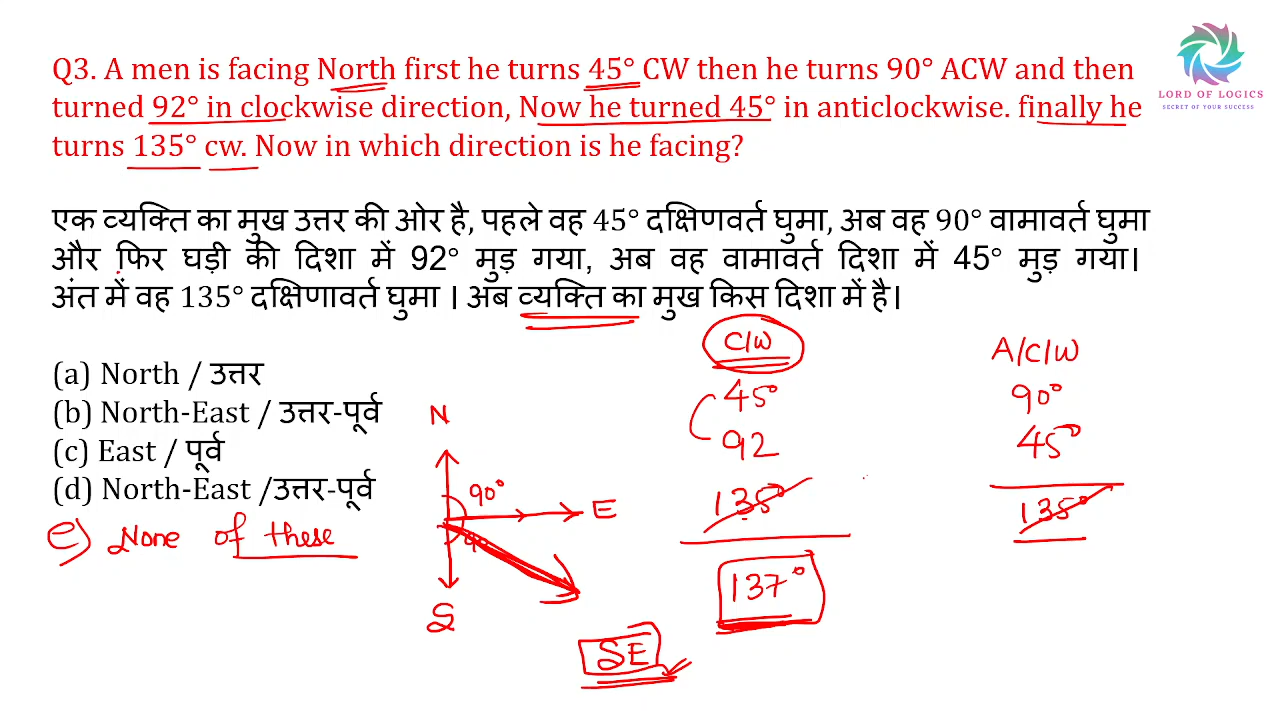 Q3. A men is facing North first he turns 45° CW then he turns 90° ACW and then
turned 92° in clockwise direction, Now he turned 45° in anticlockwise. finally he
turns 135° cw. Now in which direction is he facing?
LORD OF LOGICS
SECRET OF YOUR SUCCESS
एक व्यक्ति का मुख उत्तर की ओर है, पहले वह 45° दक्षिणवर्त घुमा, अब वह 90° वामावर्त घुमा
और फिर घड़ी की दिशा में 92° मुड़ गया, अब वह वामावर्त दिशा में 45° मुड़ गया।
अंत में वह 135° दक्षिणावर्त घुमा । अब व्यक्ति का मुख किस दिशा में है।
(a) North / उत्तर
(b) North-East / उत्तर-पूर्व
(c) East / पूर्व
(d) North-East /उत्तर-पूर्व
e) None of these
N
90°
E
S
SE
C/W
45°
92
135°
137°
A/C/W
90°
45°
135°